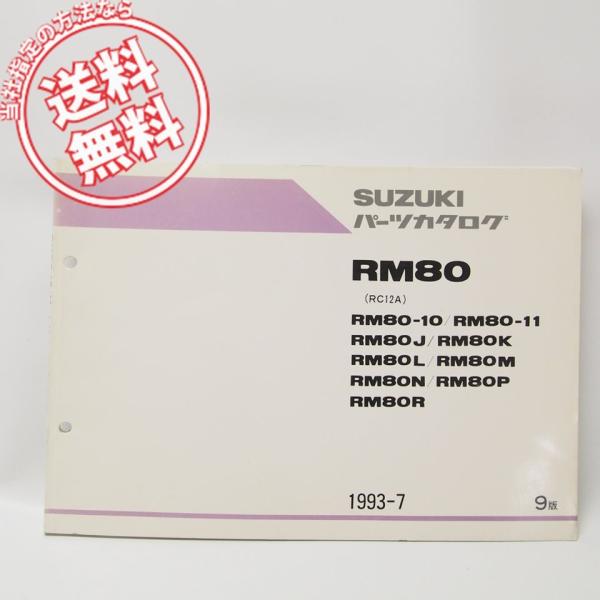 当社指定の方法なら
送料
無料
SUZUKI
パーツカタログ
RM80
(RC12A)
RM80-10/RM80-11
RM80J/RM80K
RM80L/RM80M
RM80N/RM80P
RM80R
1993-7
9版